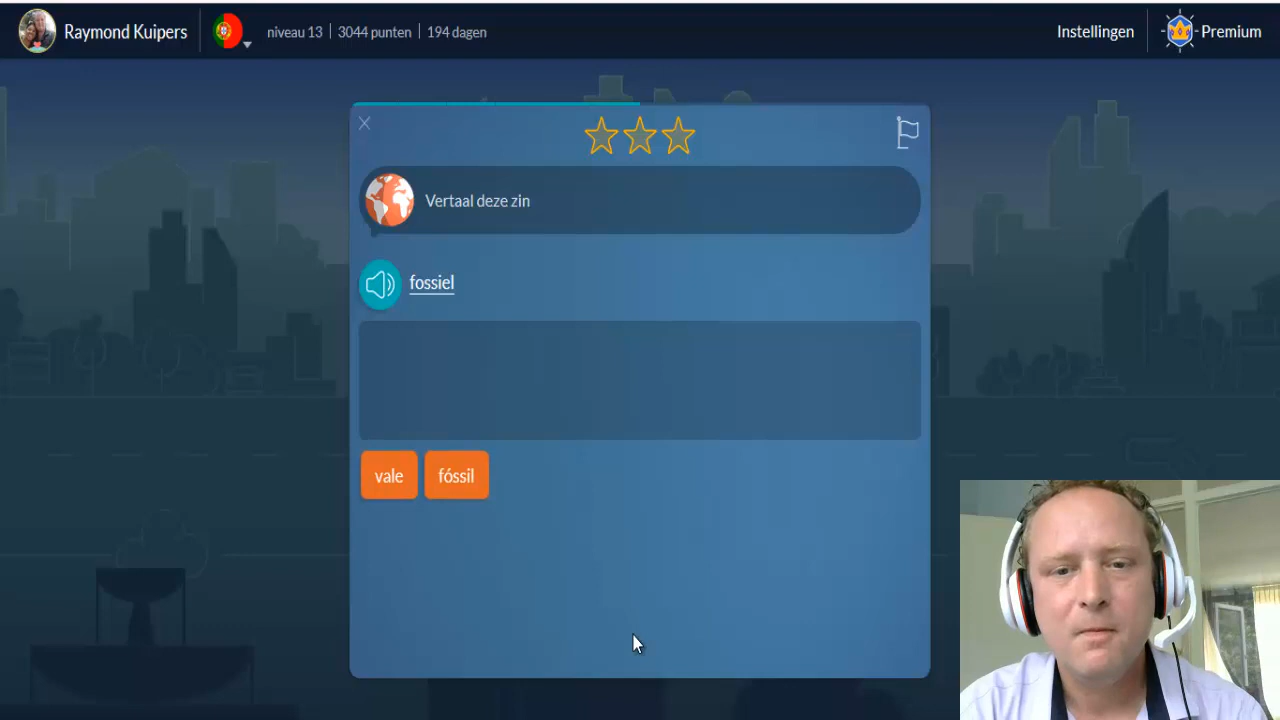 Raymond Kuipers niveau 13 3044 punten 194 dagen Instellingen Premium
Vertaal deze zin
fossiel
vale fóssil